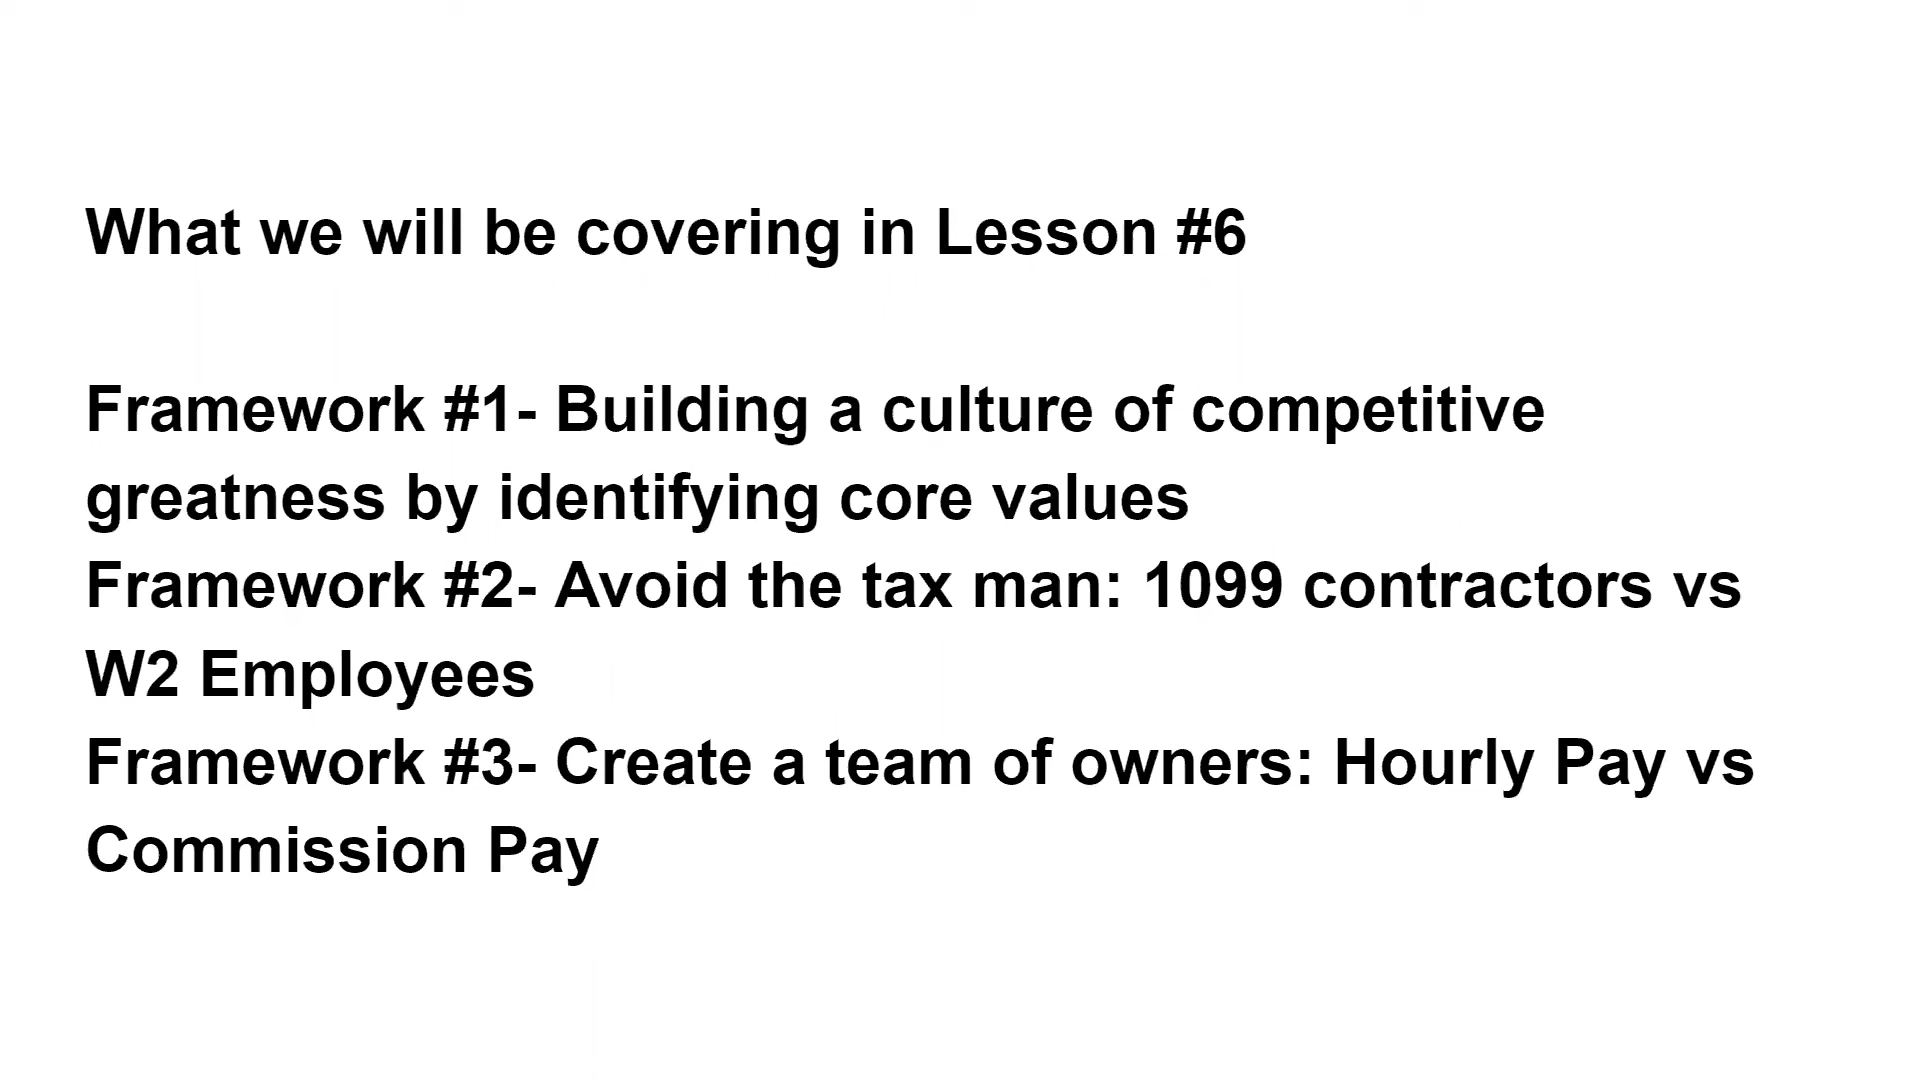 What we will be covering in Lesson #6
Framework #1- Building a culture of competitive
greatness by identifying core values
Framework #2- Avoid the tax man: 1099 contractors vs
W2 Employees
Framework #3- Create a team of owners: Hourly Pay vs
Commission Pay